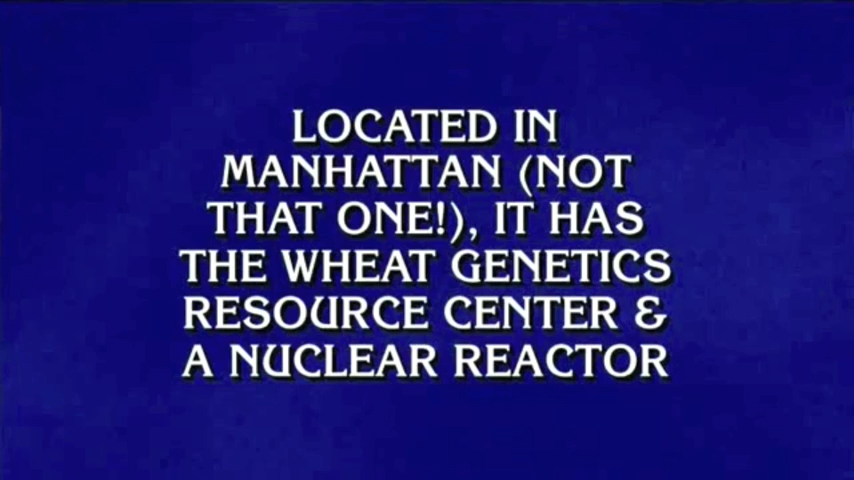 LOCATED IN
MANHATTAN (NOT
THAT ONE!), IT HAS
THE WHEAT GENETICS
RESOURCE CENTER &
A NUCLEAR REACTOR